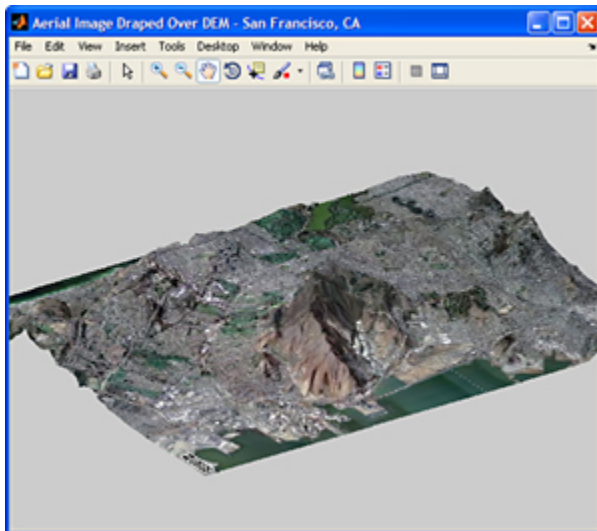 Aerial Image Draped Over DEM - San Francisco, CA
File Edit View Insert Tools Desktop Window Help